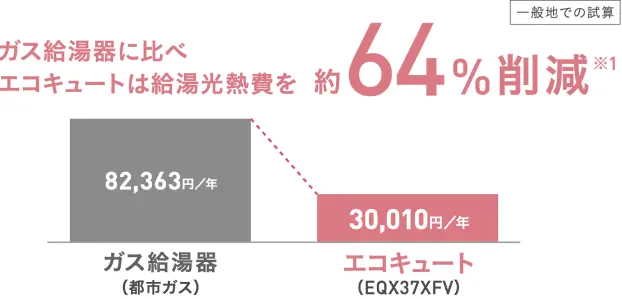 一般地での試算
ガス給湯器に比べ
エコキュートは給湯光熱費を 約64%削減※1
82,363円／年
30,010円／年
ガス給湯器
（都市ガス）
エコキュート
（EQX37XFV）